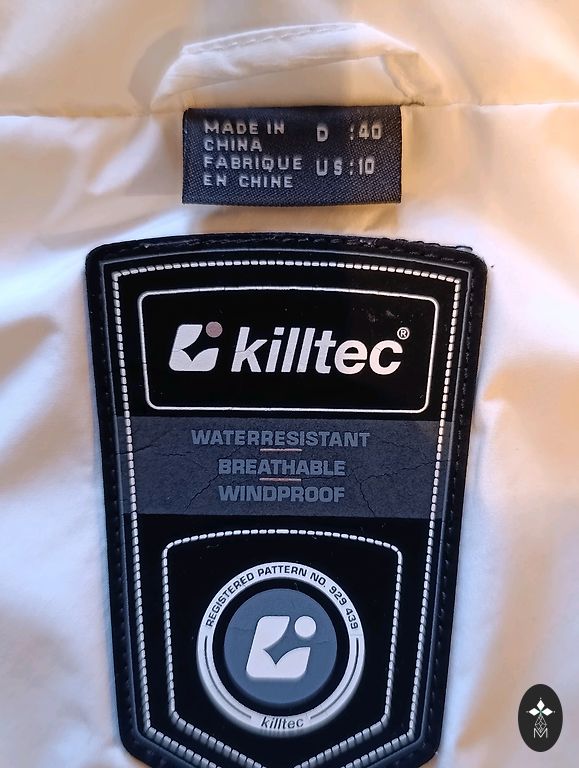 MADE IN D :40
CHINA
FABRIQUE US:10
EN CHINE
killtec®
WATERRESISTANT
BREATHABLE
WINDPROOF
REGISTERED PATTERN NO. 929 439
killtec
M